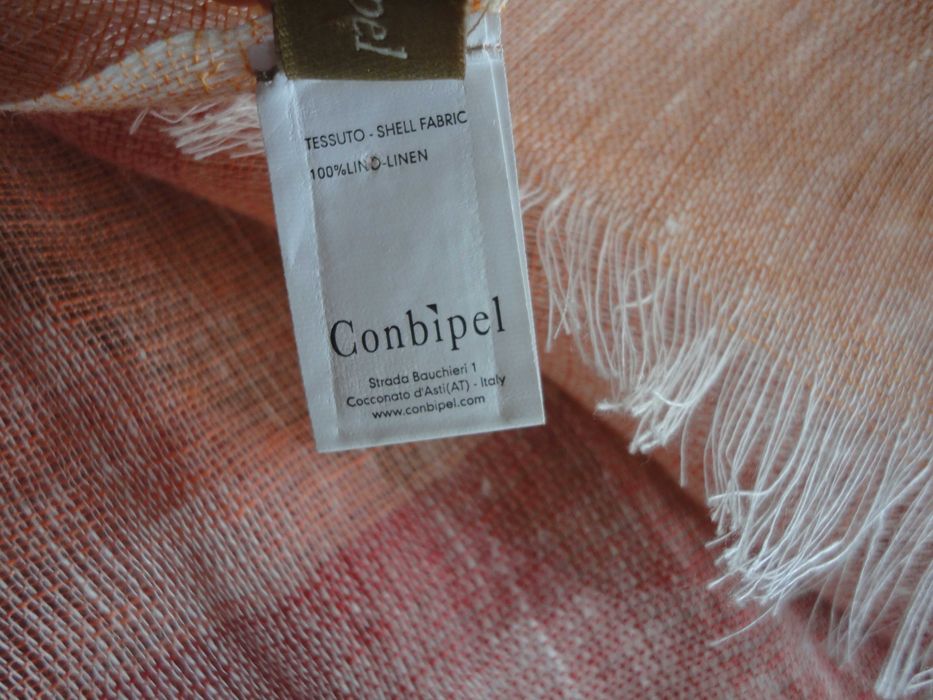 TESSUTO - SHELL FABRIC
100%LINO-LINEN
Conbipel
Strada Bauchieri 1
Cocconato d'Asti(AT) - Italy
www.conbipel.com